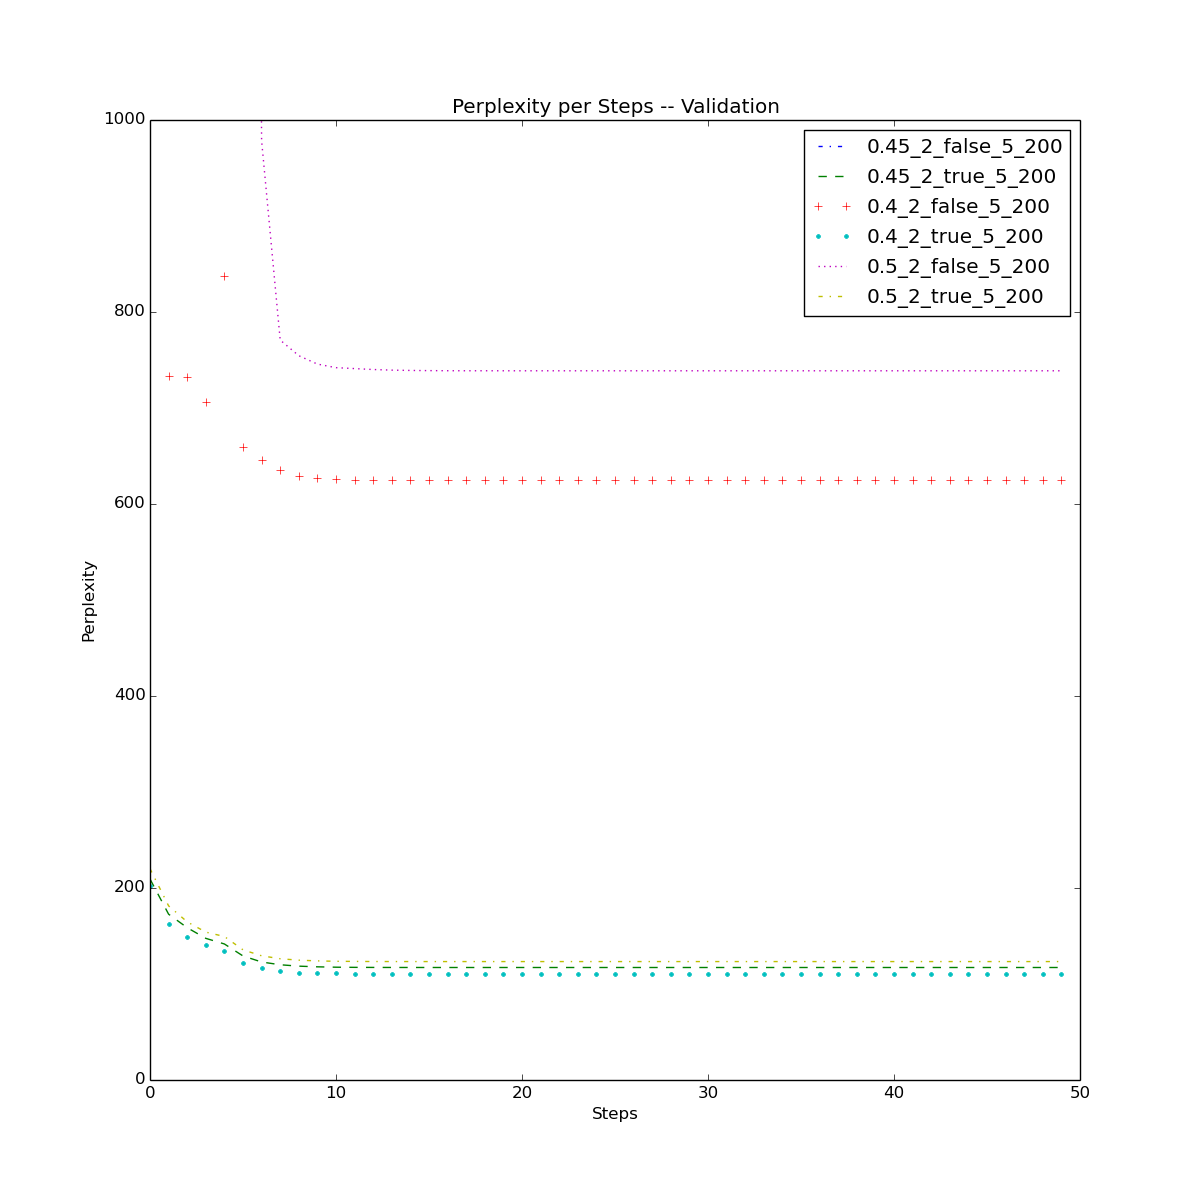 Perplexity per Steps -- Validation
1000
800
600
400
200
0
Perplexity
0.45_2_false_5_200
0.45_2_true_5_200
0.4_2_false_5_200
0.4_2_true_5_200
0.5_2_false_5_200
0.5_2_true_5_200
0 10 20 30 40 50
Steps